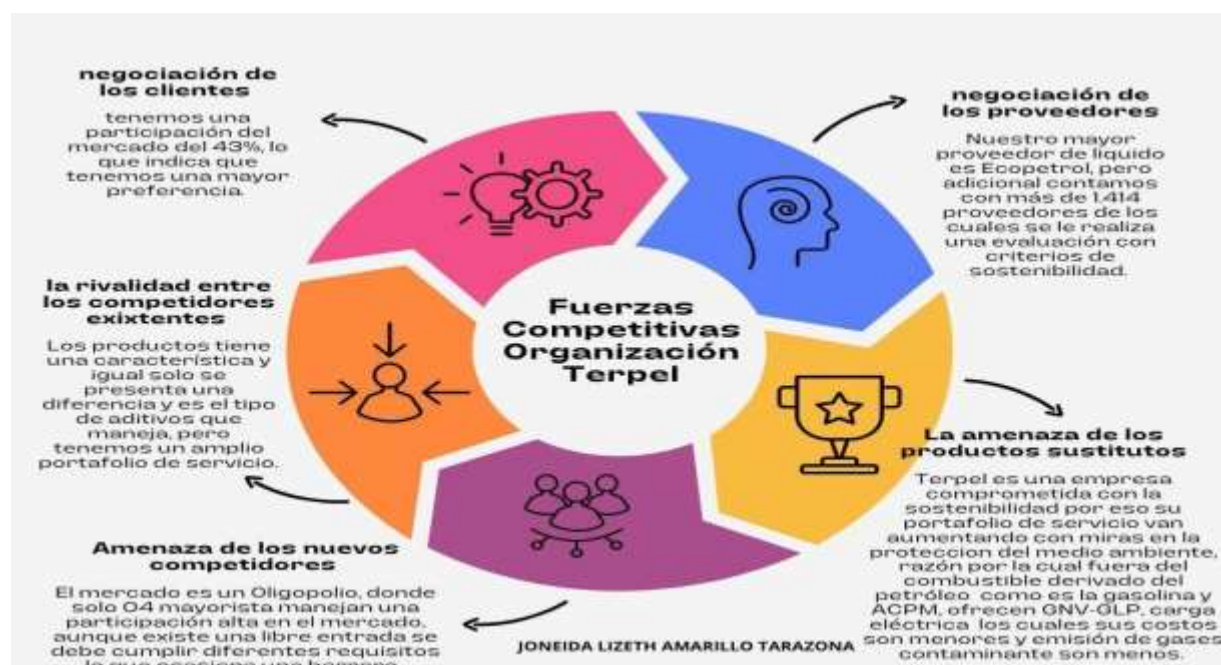 negociación de
los clientes
tenemos una
participación del
mercado del 43%, lo
que indica que
tenemos una mayor
preferencia.
negociación de
los proveedores
Nuestro mayor
proveedor de liquido
es Ecopetrol, pero
adicional contamos
con más de 1.414
proveedores de los
cuales se le realiza
una evaluación con
criterios de
sostenibilidad.
la rivalidad entre
los competidores
exixtentes
Los productos tiene
una característica y
igual solo se
presenta una
diferencia y es el tipo
de aditivos que
maneja, pero
tenemos un amplio
portafolio de servicio.
Fuerzas
Competitivas
Organización
Terpel
La amenaza de los
productos sustitutos
Terpel es una empresa
comprometida con la
sostenibilidad por eso su
portafolio de servicio van
aumentando con miras en la
proteccion del medio ambiente,
razón por la cual fuera del
combustible derivado del
petróleo como es la gasolina y
ACPM, ofrecen GNV-GLP, carga
eléctrica los cuales sus costos
son menores y emisión de gases
contaminante son menos.
Amenaza de los nuevos
competidores
El mercado es un Oligopolio, donde
solo 04 mayorista manejan una
participación alta en el mercado,
aunque existe una libre entrada se
debe cumplir diferentes requisitos
lo que ocasiona una
JONEIDA LIZETH AMARILLO TARAZONA